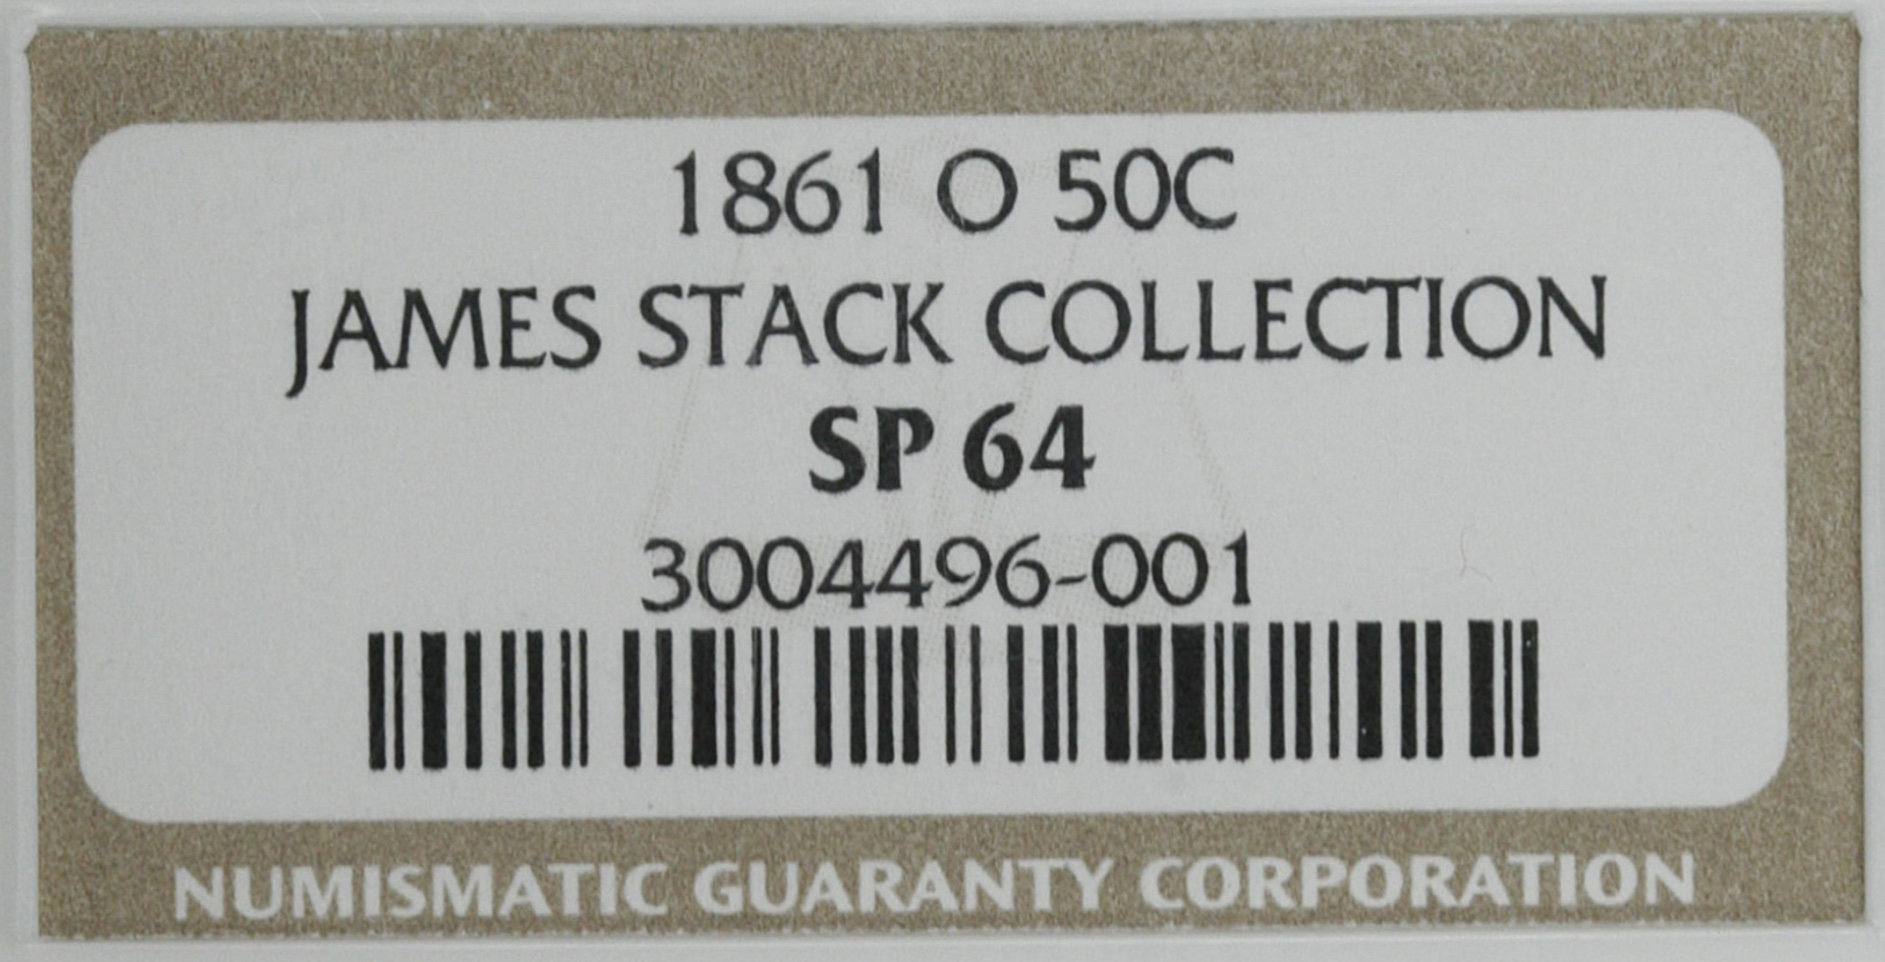 1861 O 50C
JAMES STACK COLLECTION
SP 64
3004496-001
NUMISMATIC GUARANTY CORPORATION